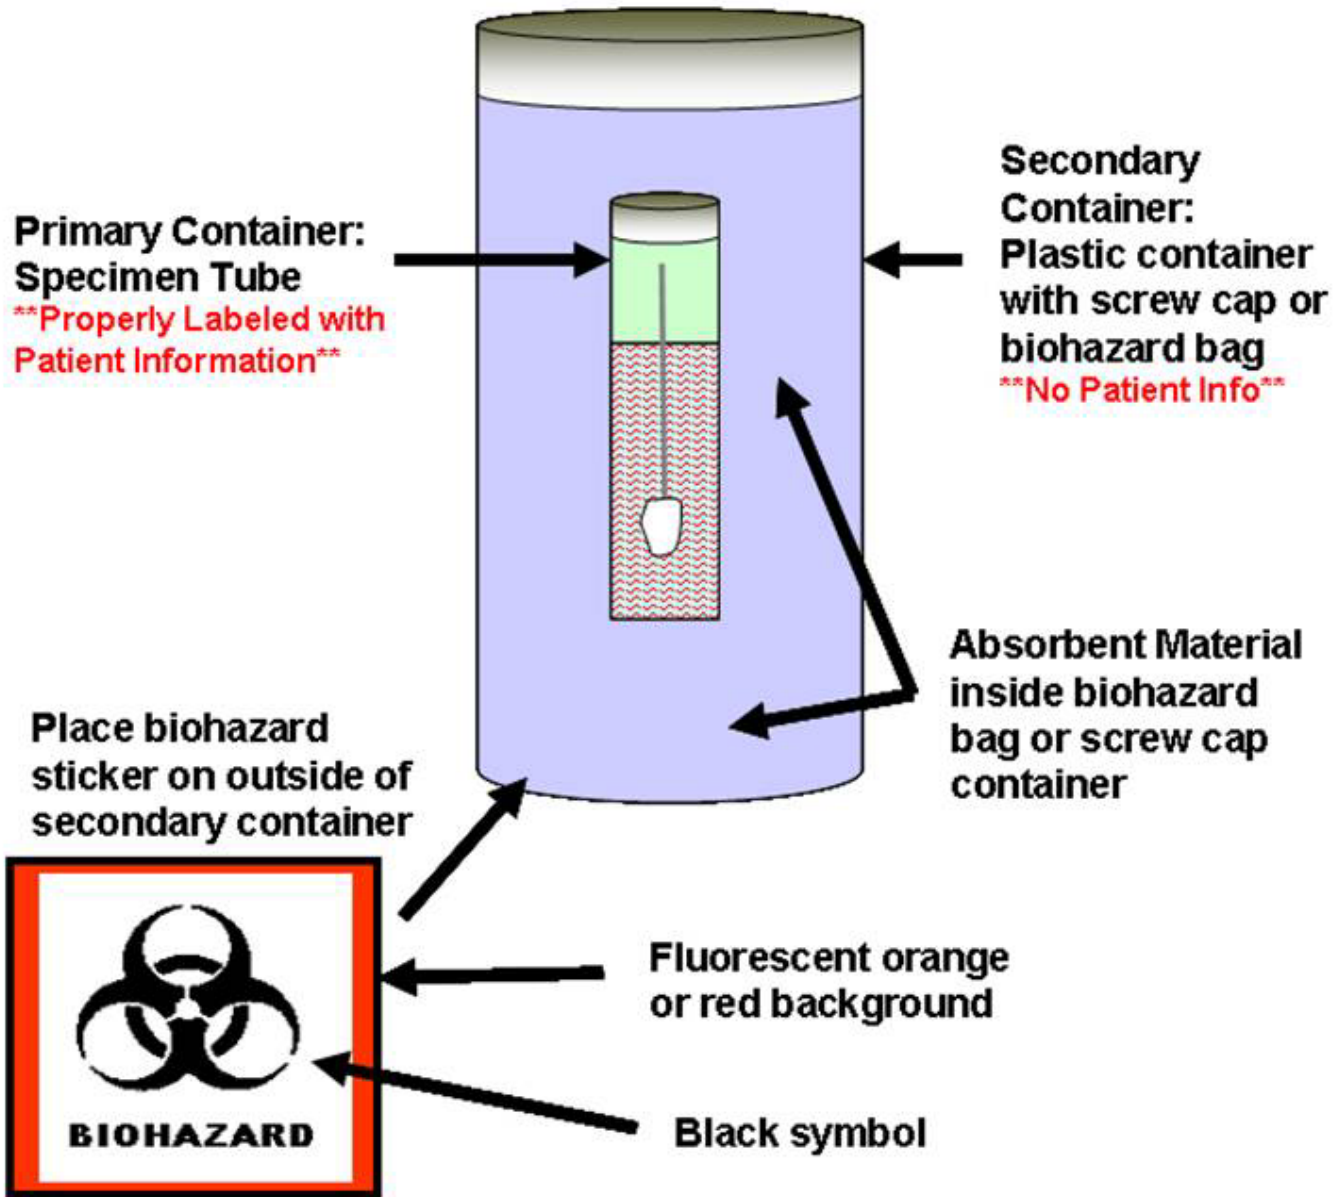 Primary Container:
Specimen Tube
**Properly Labeled with
Patient Information**
Secondary
Container:
Plastic container
with screw cap or
biohazard bag
**No Patient Info**
Absorbent Material
inside biohazard
bag or screw cap
container
Place biohazard
sticker on outside of
secondary container
Fluorescent orange
or red background
BIOHAZARD
Black symbol